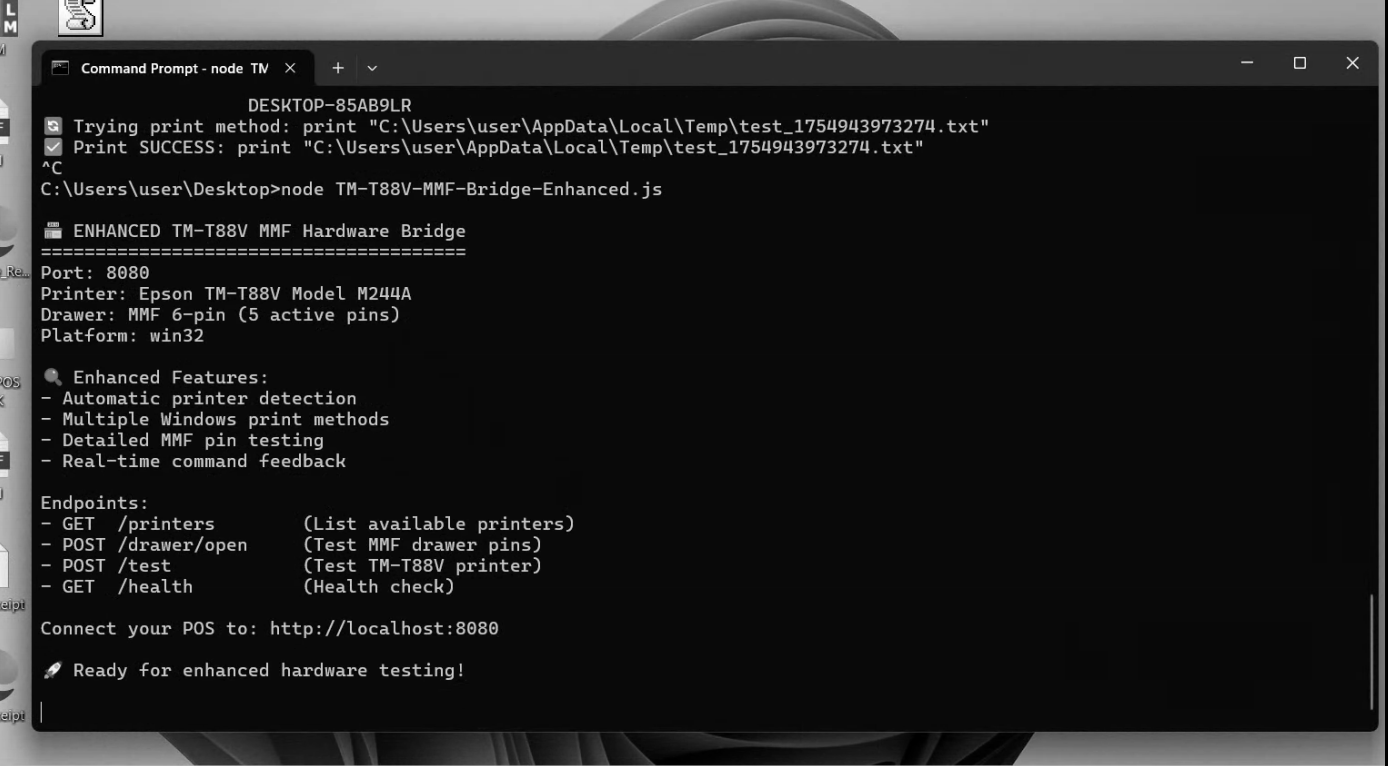 L
M
Command Prompt - node TM
DESKTOP-85AB9LR
Trying print method: print "C:\Users\user\AppData\Local\Temp\test_1754943973274.txt"
Print SUCCESS: print "C:\Users\user\AppData\Local\Temp\test_1754943973274.txt"
^C
C:\Users\user\Desktop>node TM-T88V-MMF-Bridge-Enhanced.js
ENHANCED TM-T88V MMF Hardware Bridge
=======================================
Port: 8080
Printer: Epson TM-T88V Model M244A
Drawer: MMF 6-pin (5 active pins)
Platform: win32
Enhanced Features:
- Automatic printer detection
- Multiple Windows print methods
- Detailed MMF pin testing
- Real-time command feedback
Endpoints:
- GET  /printers        (List available printers)
- POST /drawer/open     (Test MMF drawer pins)
- POST /test            (Test TM-T88V printer)
- GET  /health          (Health check)
Connect your POS to: http://localhost:8080
🚀 Ready for enhanced hardware testing!
_Re...
POS
eipt
eipt